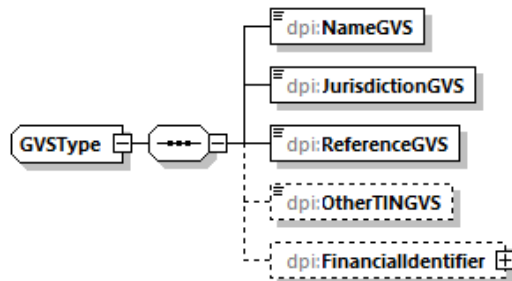 dpi:NameGVS
dpi:JurisdictionGVS
GVSType
dpi:ReferenceGVS
dpi:OtherTINGVS
dpi:FinancialIdentifier